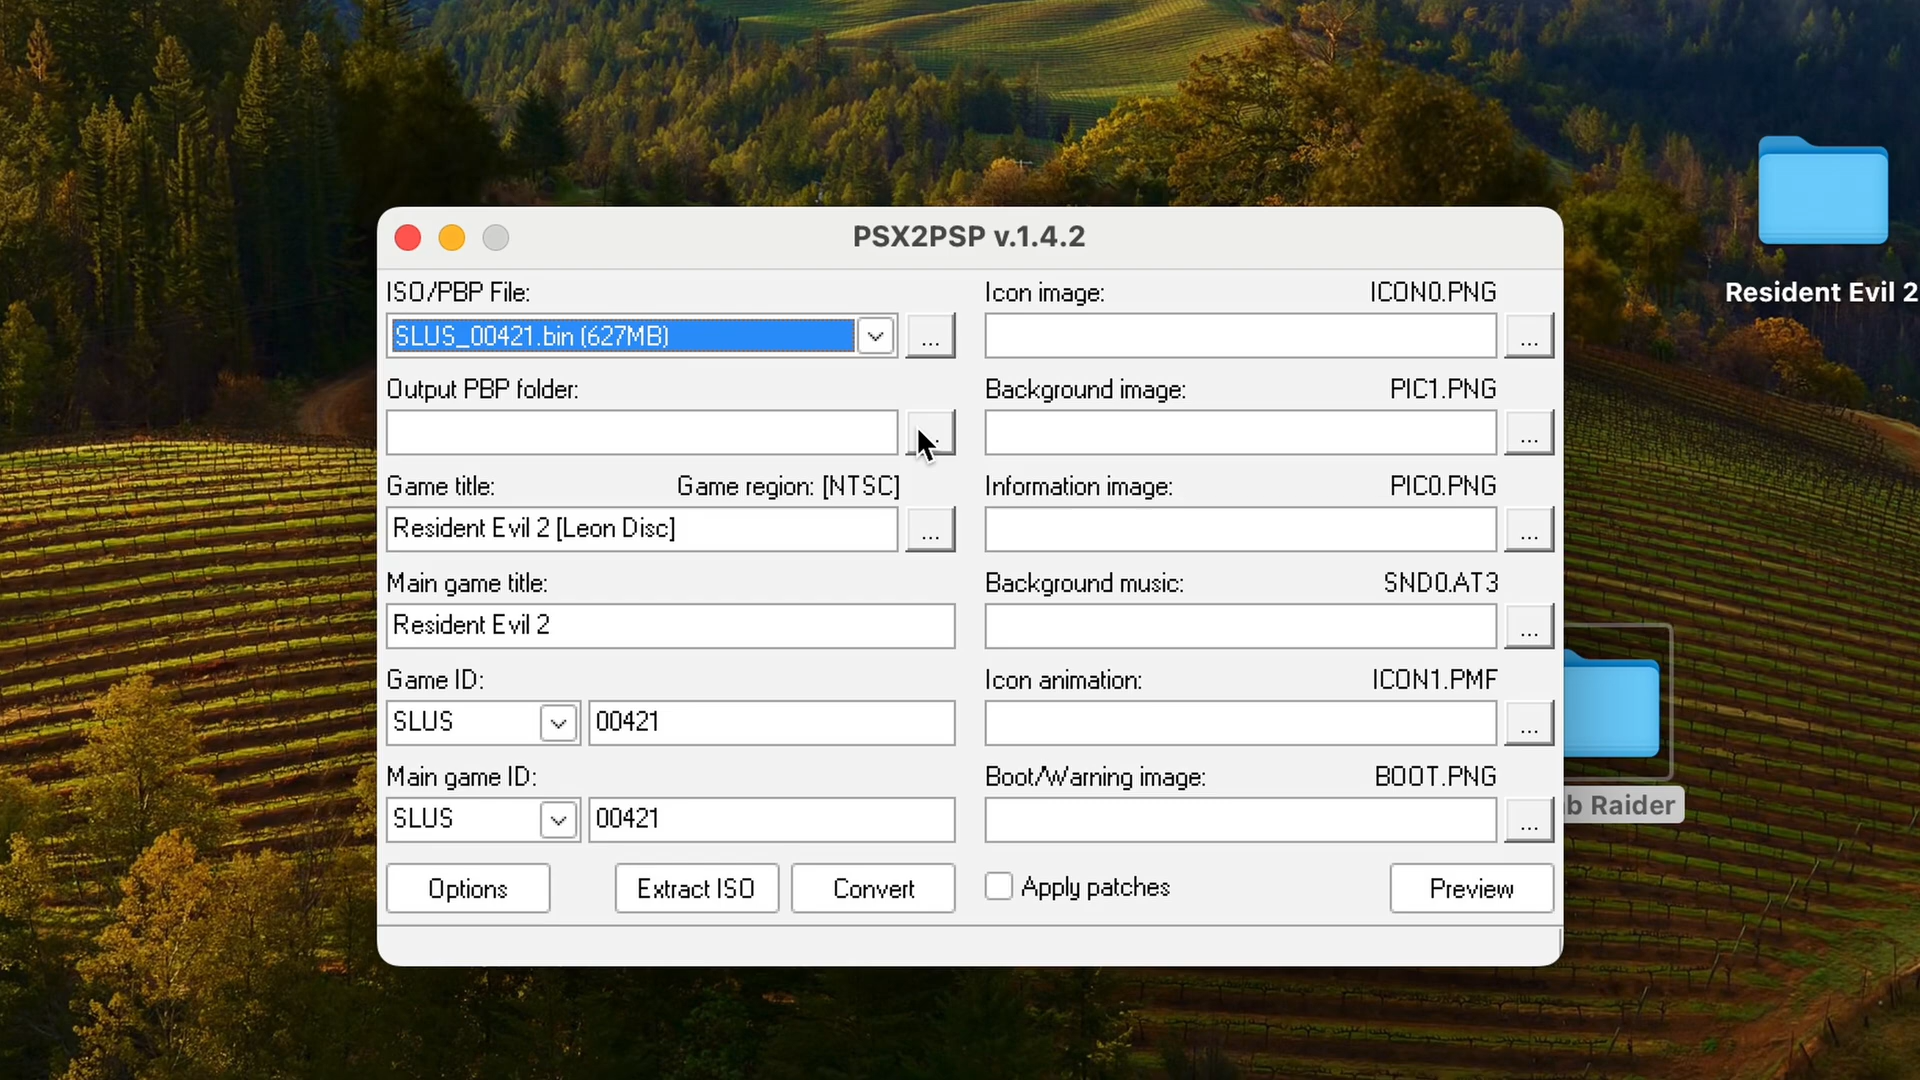 PSX2PSP v.1.4.2
ISO/PBP File:
SLUS_00421.bin (627MB)
...
Output PBP folder:
Game title:
Game region: [NTSC]
Resident Evil 2 [Leon Disc]
...
Main game title:
Resident Evil 2
Game ID:
SLUS
00421
Main game ID:
SLUS
00421
Options
Extract ISO
Convert
Icon image:
ICON0.PNG
...
Background image:
PIC1.PNG
...
Information image:
PIC0.PNG
...
Background music:
SND0.AT3
...
Icon animation:
ICON1.PMF
...
Boot/Warning image:
BOOT.PNG
...
Apply patches
Preview
Resident Evil 2
b Raider